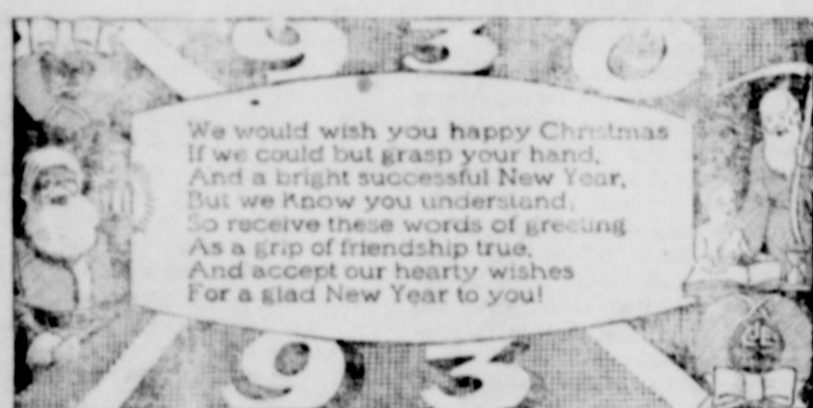 930
We would wish you happy Christmas
If we could but grasp your hand,
And a bright successful New Year,
But we Know you understand,
So receive these words of greeting
As a grip of friendship true,
And accept our hearty wishes
For a glad New Year to you!
93